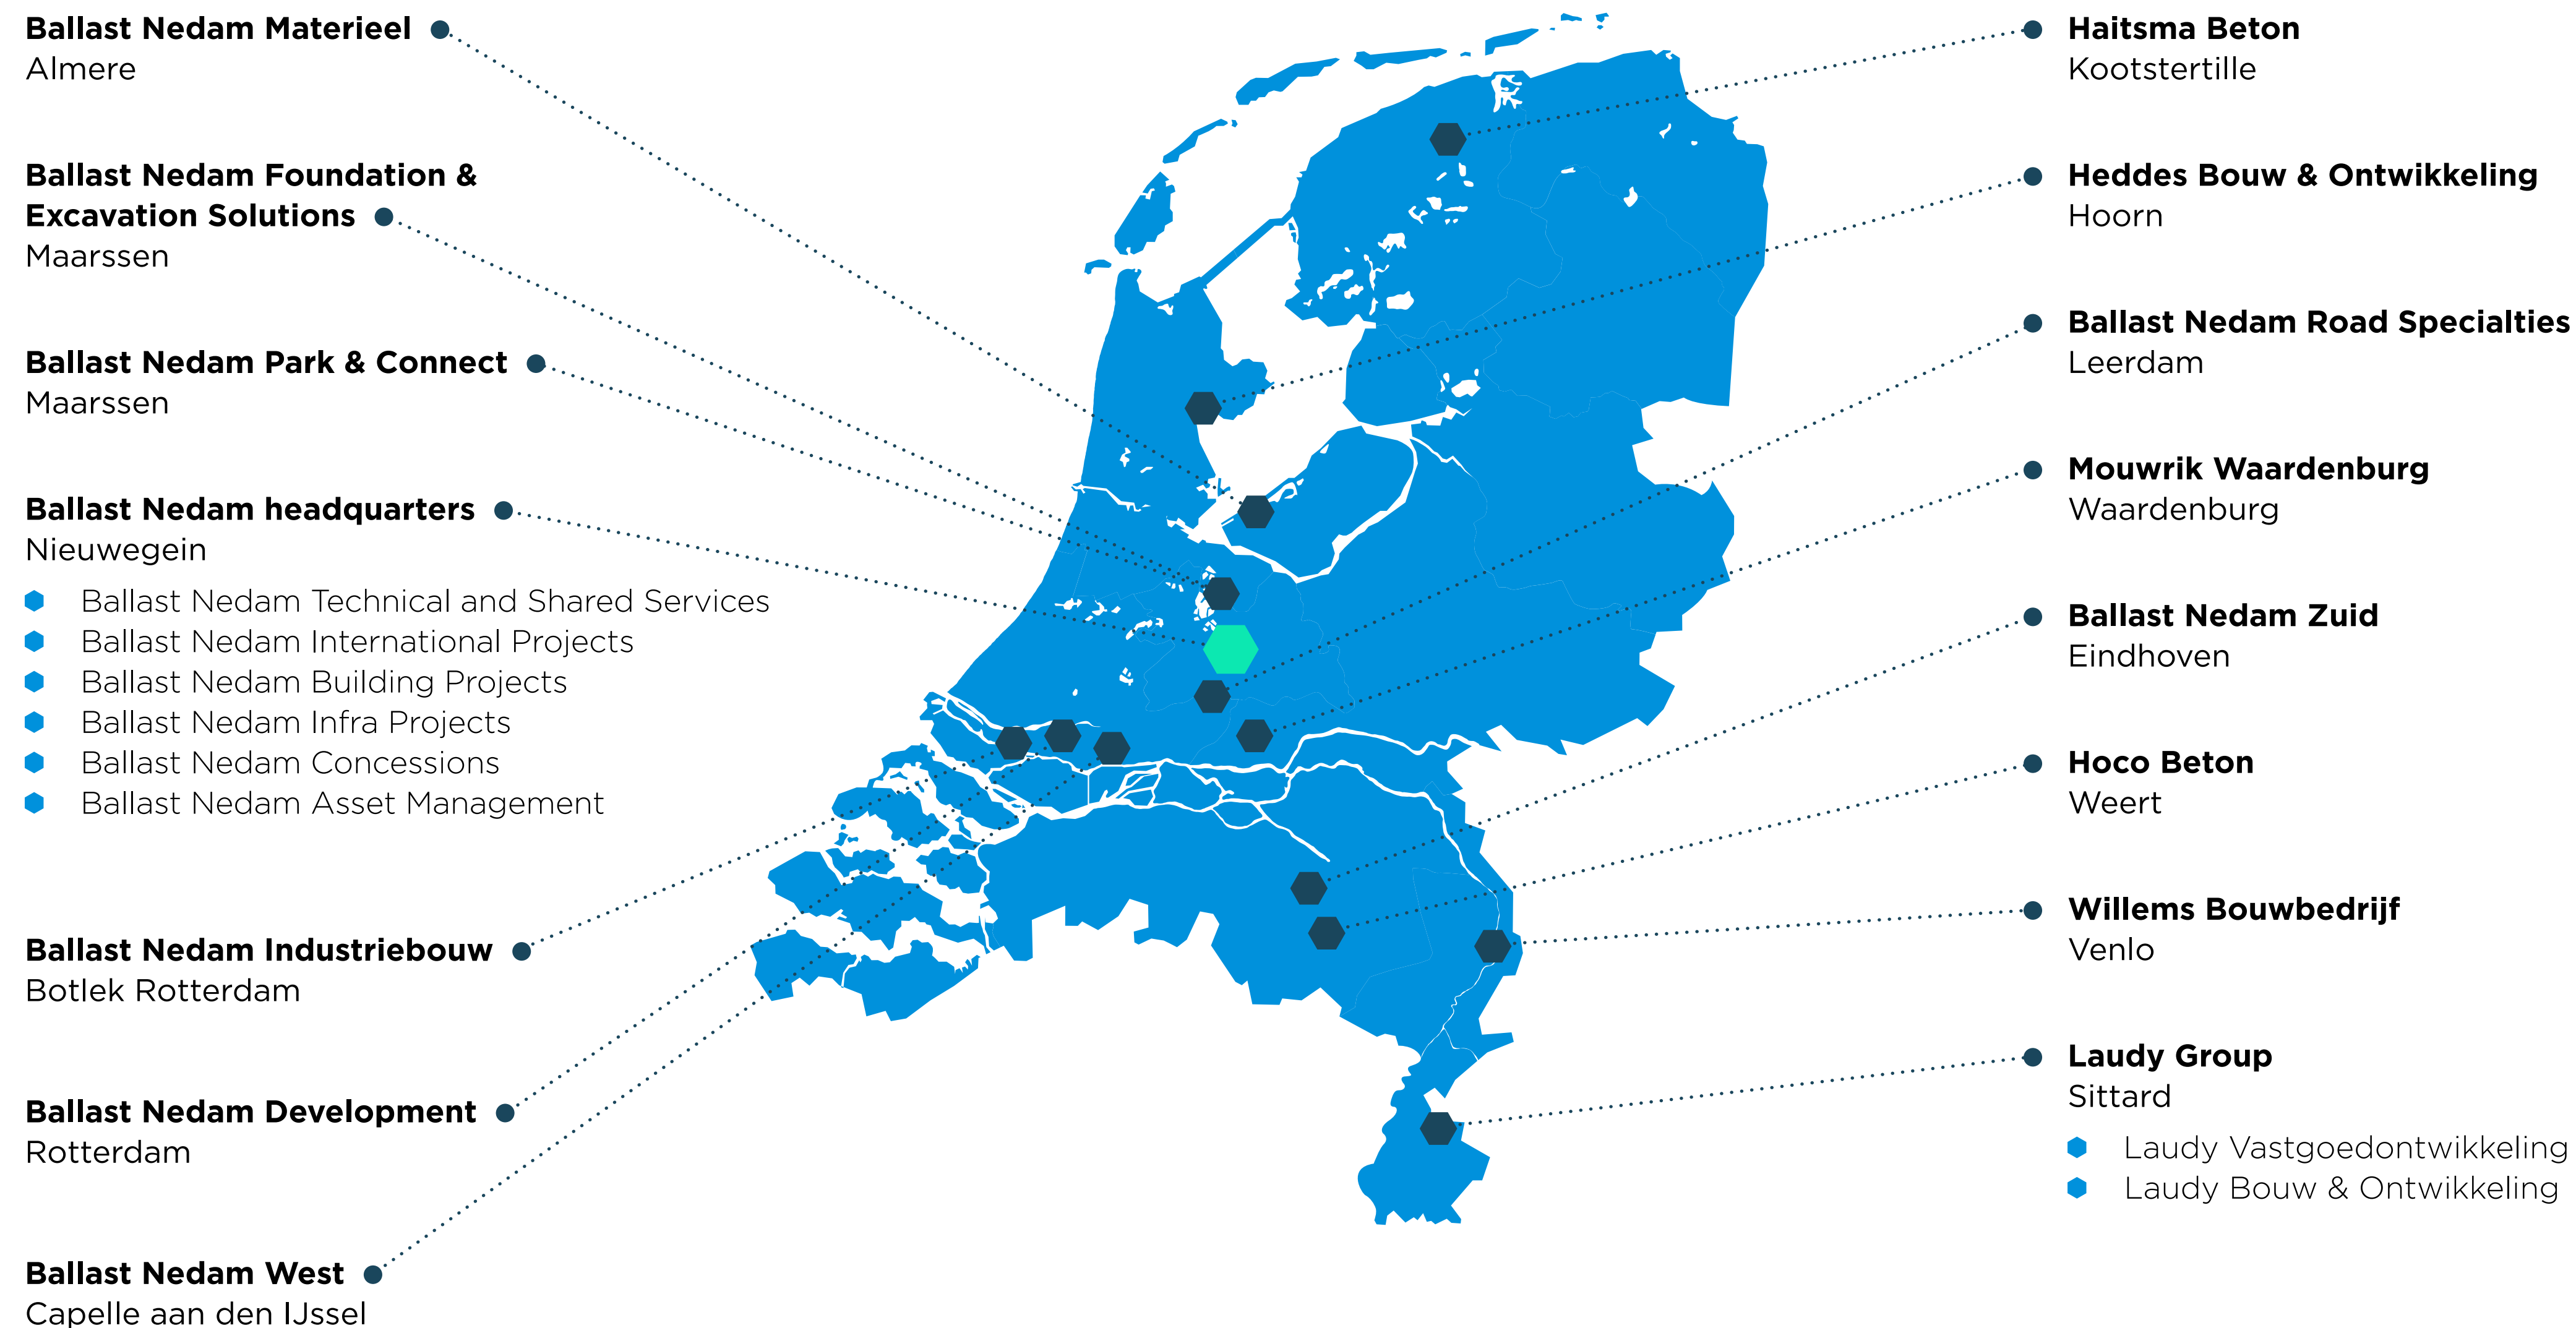 Ballast Nedam Materieel
Almere
Ballast Nedam Foundation &
Excavation Solutions
Maarssen
Ballast Nedam Park & Connect
Maarssen
Ballast Nedam headquarters
Nieuwegein
Ballast Nedam Technical and Shared Services
Ballast Nedam International Projects
Ballast Nedam Building Projects
Ballast Nedam Infra Projects
Ballast Nedam Concessions
Ballast Nedam Asset Management
Ballast Nedam Industriebouw
Botlek Rotterdam
Ballast Nedam Development
Rotterdam
Ballast Nedam West
Capelle aan den IJssel
Haitsma Beton
Kootstertille
Heddes Bouw & Ontwikkeling
Hoorn
Ballast Nedam Road Specialties
Leerdam
Mouwrik Waardenburg
Waardenburg
Ballast Nedam Zuid
Eindhoven
Hoco Beton
Weert
Willems Bouwbedrijf
Venlo
Laudy Group
Sittard
Laudy Vastgoedontwikkeling
Laudy Bouw & Ontwikkeling